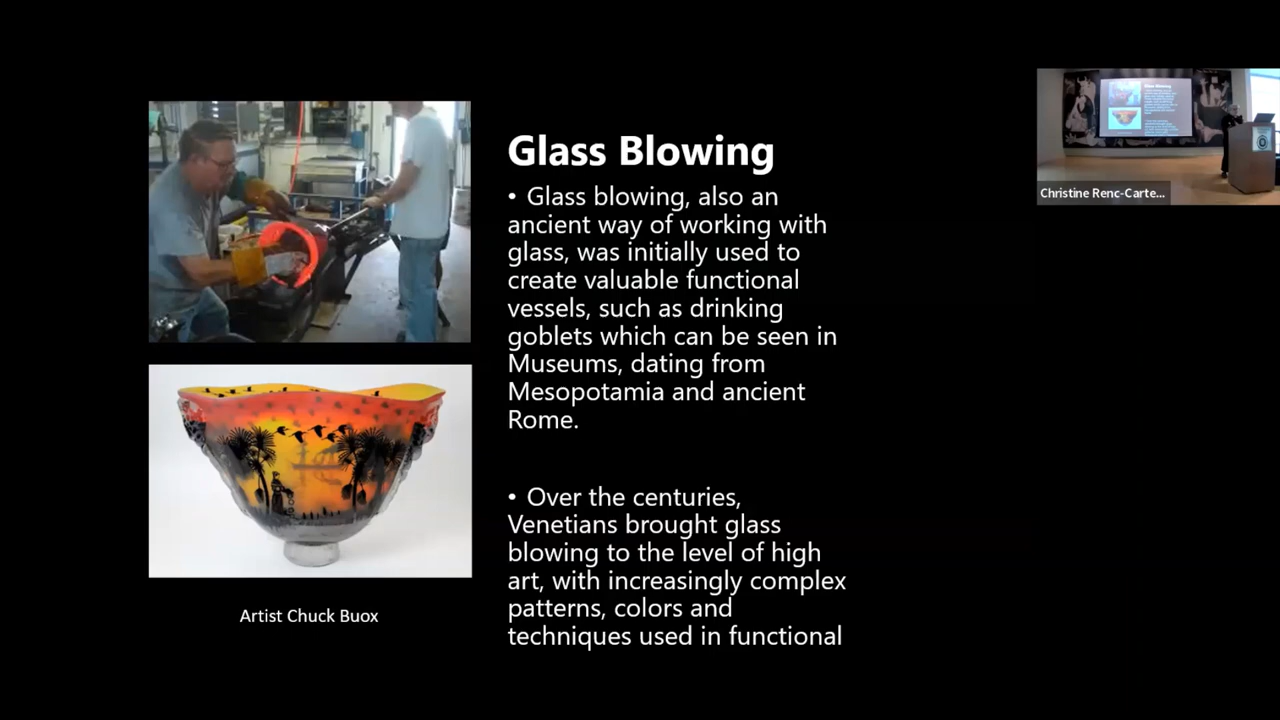 Glass Blowing
• Glass blowing, also an
ancient way of working with
glass, was initially used to
create valuable functional
vessels, such as drinking
goblets which can be seen in
Museums, dating from
Mesopotamia and ancient
Rome.
• Over the centuries,
Venetians brought glass
blowing to the level of high
art, with increasingly complex
patterns, colors and
techniques used in functional
Artist Chuck Buox
Christine Renc-Carte...